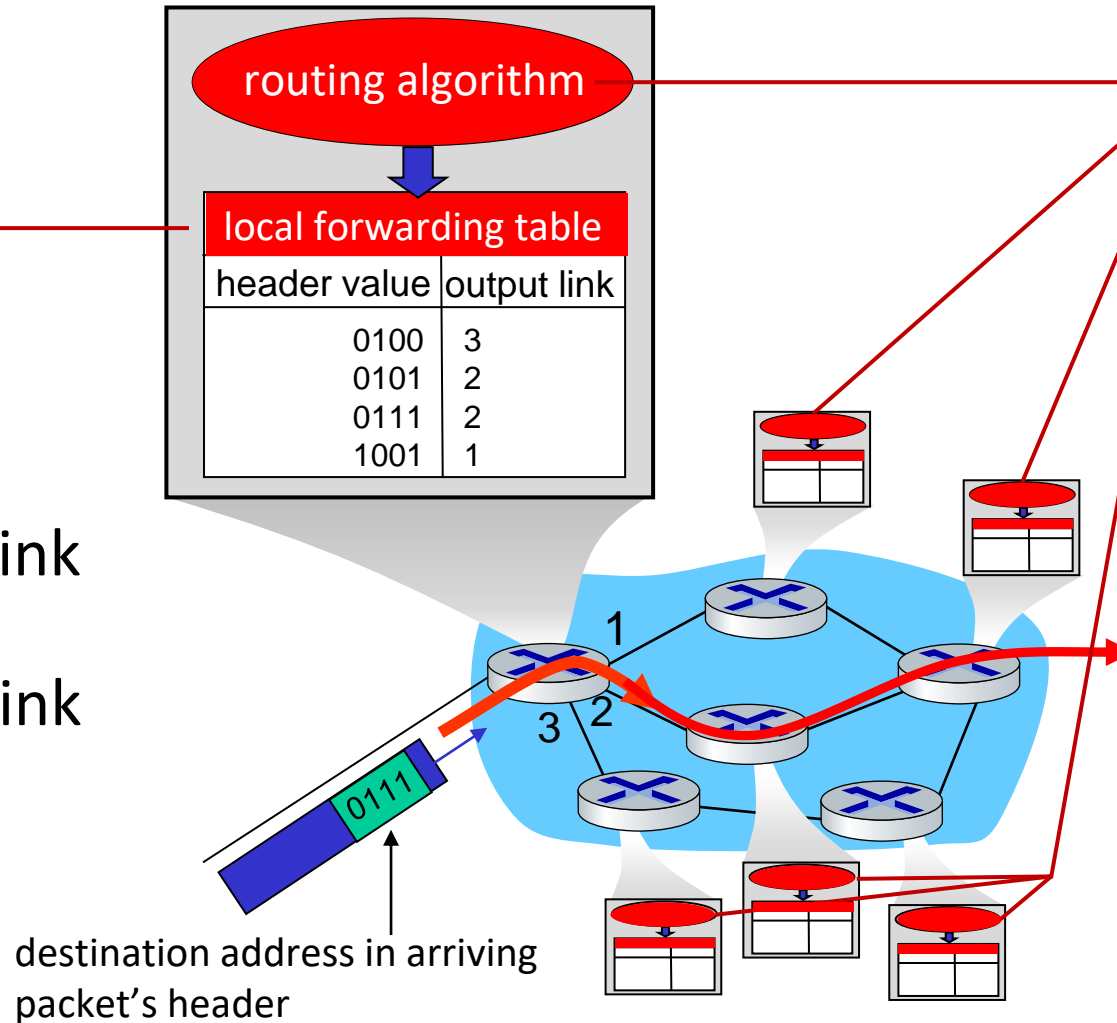 routing algorithm
local forwarding table
header value output link
0100 3
0101 2
0111 2
1001 1
ink
ink
1
2
3
0111
destination address in arriving
packet’s header